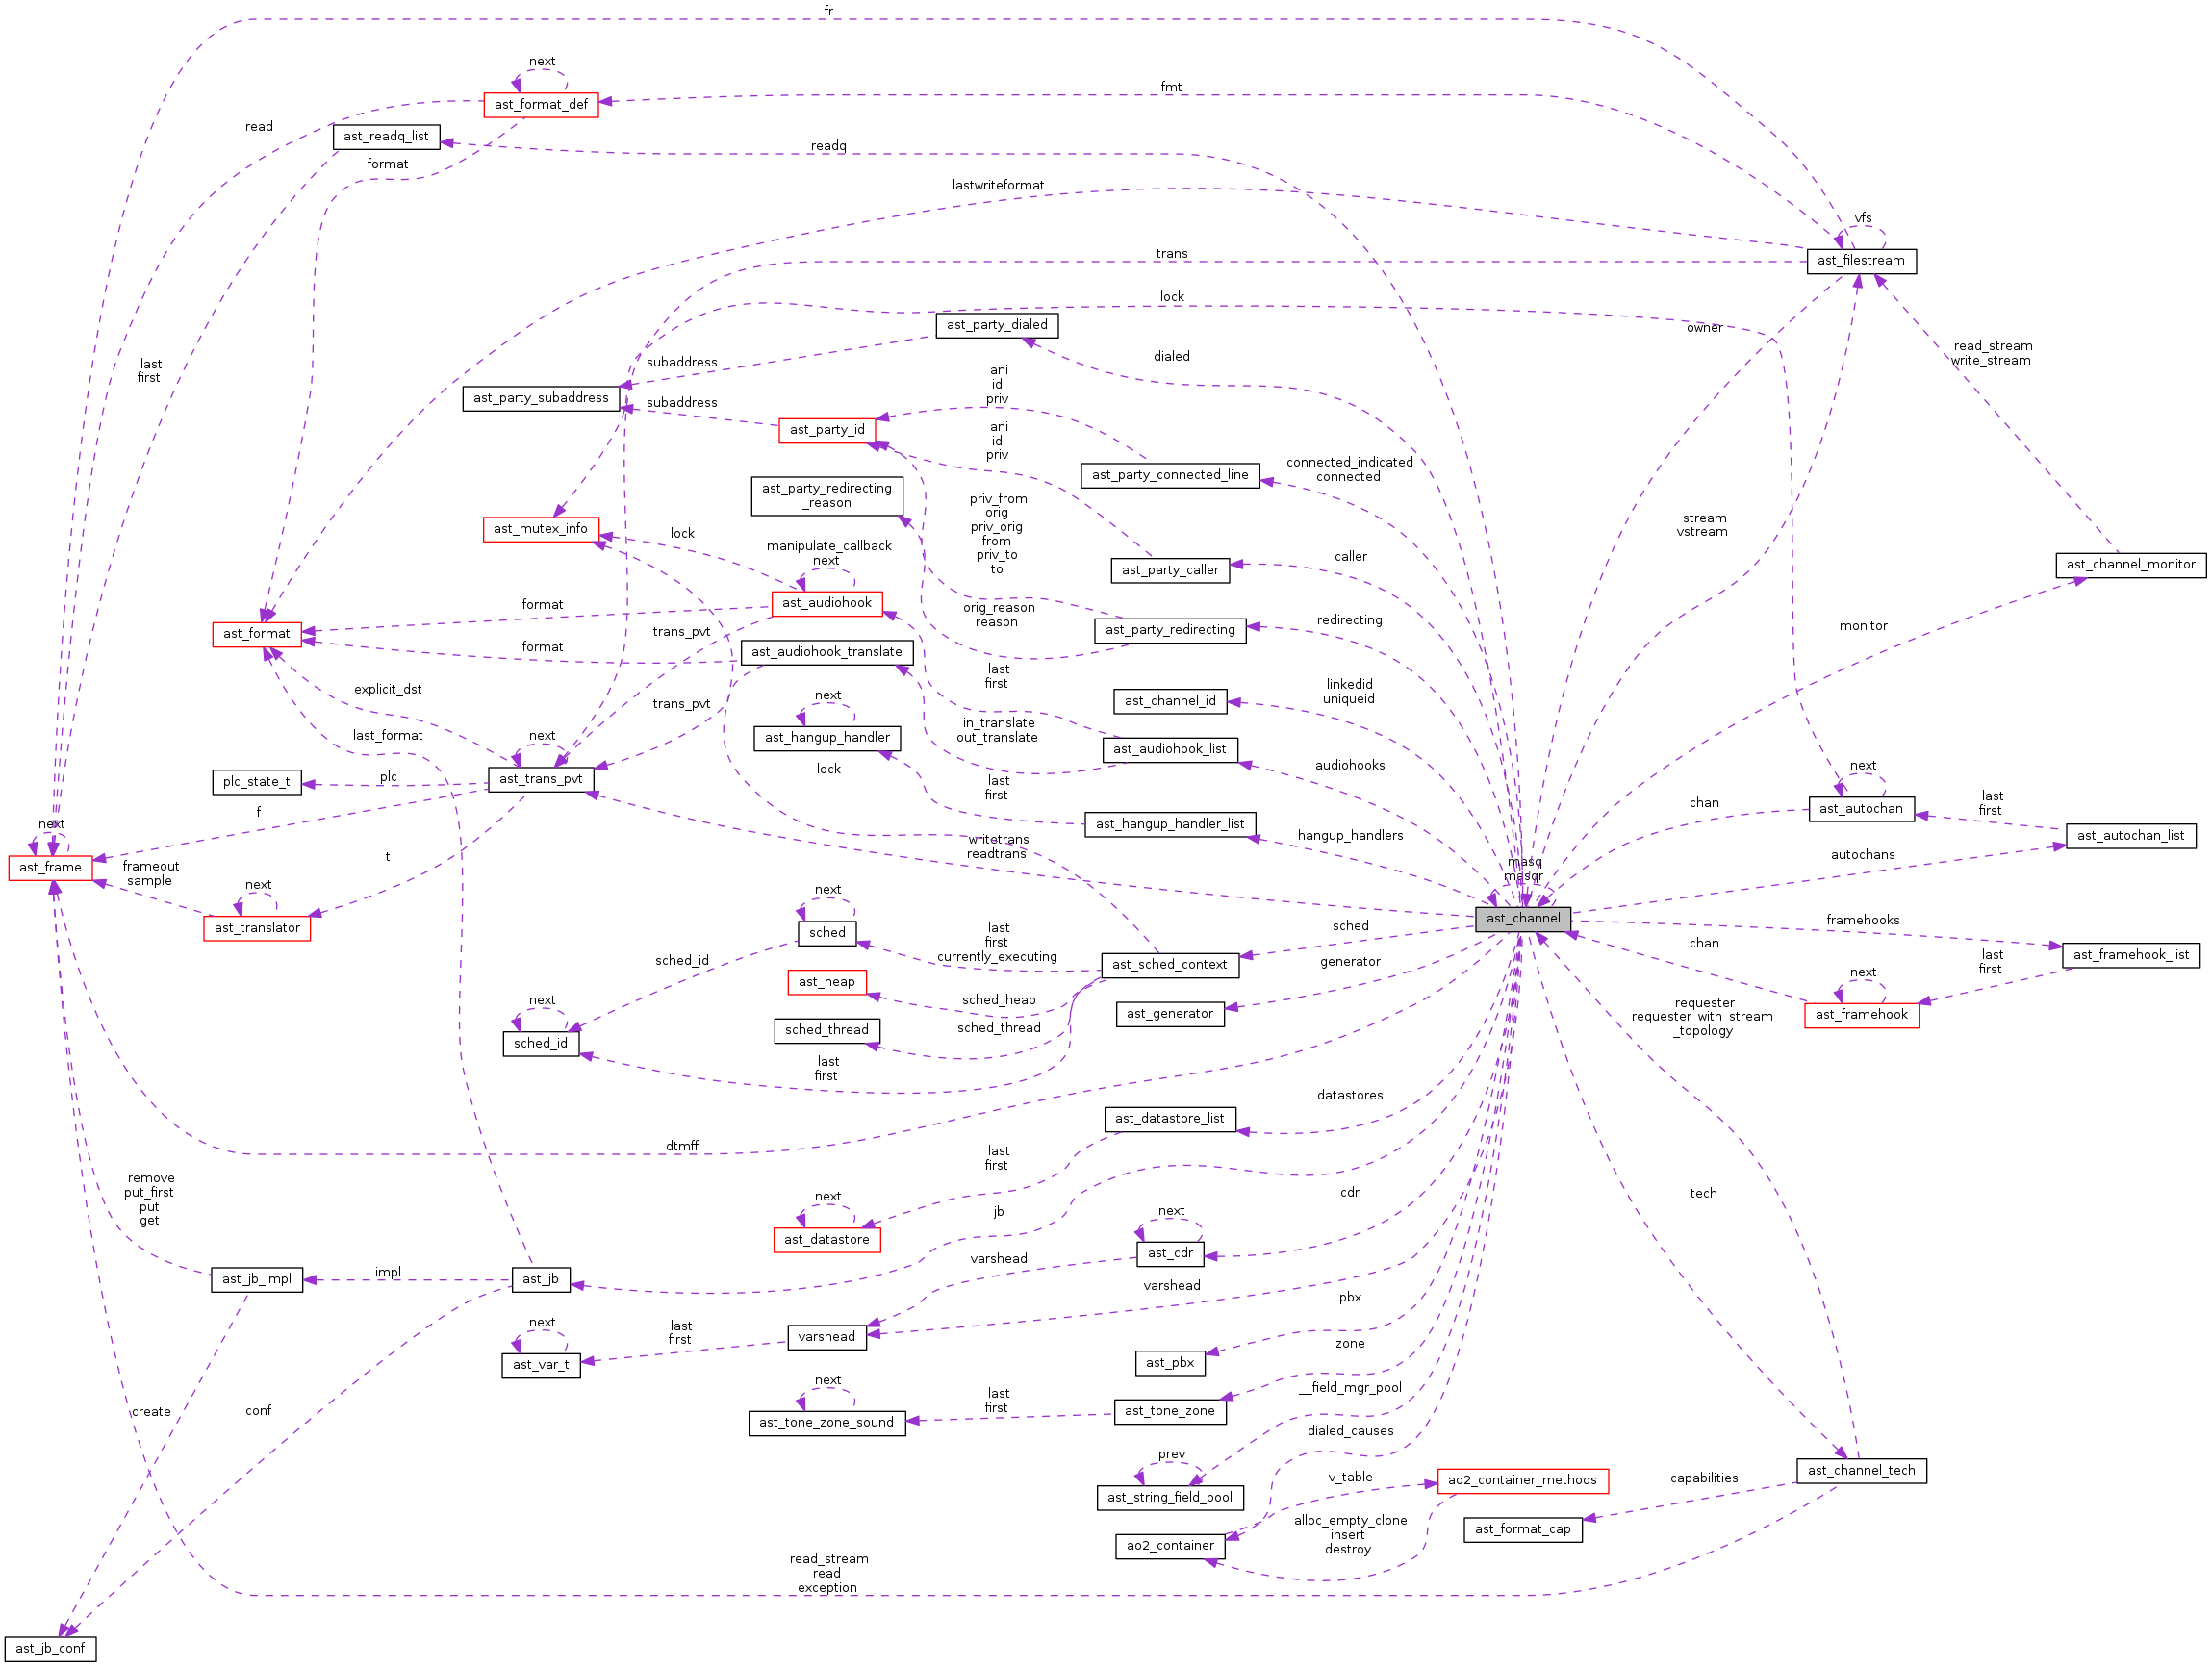 fr
next
fmt
ast_format_def
read
ast_readq_list
readq
format
lastwriteformat
vfs
trans
ast_filestream
lock
ast_party_dialed
owner
dialed
read_stream
write_stream
last
first
subaddress
ani
id
priv
ast_party_subaddress
subaddress
ast_party_id
ani
id
priv
connected_indicated
connected
ast_party_connected_line
ast_party_redirecting
_reason
priv_from
orig
priv_orig
from
priv_to
to
stream
vstream
ast_mutex_info
lock
manipulate_callback
next
caller
ast_channel_monitor
ast_party_caller
format
ast_audiohook
orig_reason
reason
redirecting
monitor
ast_format
trans_pvt
ast_party_redirecting
format
ast_audiohook_translate
last
first
linkedid
uniqueid
explicit_dst
next
trans_pvt
ast_channel_id
last_format
next
ast_hangup_handler
in_translate
out_translate
ast_audiohook_list
audiohooks
next
plc_state_t
plc
ast_trans_pvt
lock
last
first
chan
ast_autochan
last
first
f
next
ast_hangup_handler_list
hangup_handlers
ast_autochan_list
ast_frame
frameout
sample
t
writetrans
readtrans
masq
masqr
autochans
next
next
ast_translator
sched
last
first
currently_executing
sched
ast_channel
framehooks
chan
sched_id
ast_heap
ast_sched_context
generator
last
first
ast_framehook_list
next
next
sched_heap
requester
requester_with_stream
_topology
ast_framehook
sched_id
sched_thread
sched_thread
ast_generator
last
first
datastores
ast_datastore_list
dtmff
last
first
remove
put_first
put
get
next
jb
cdr
tech
next
ast_datastore
ast_cdr
ast_jb_impl
impl
ast_jb
varshead
varshead
pbx
next
last
first
varshead
zone
ast_var_t
ast_pbx
next
last
first
__field_mgr_pool
create
conf
ast_tone_zone_sound
ast_tone_zone
dialed_causes
prev
v_table
ao2_container_methods
capabilities
ast_channel_tech
ast_string_field_pool
alloc_empty_clone
insert
destroy
ast_format_cap
ao2_container
read_stream
read
exception
ast_jb_conf